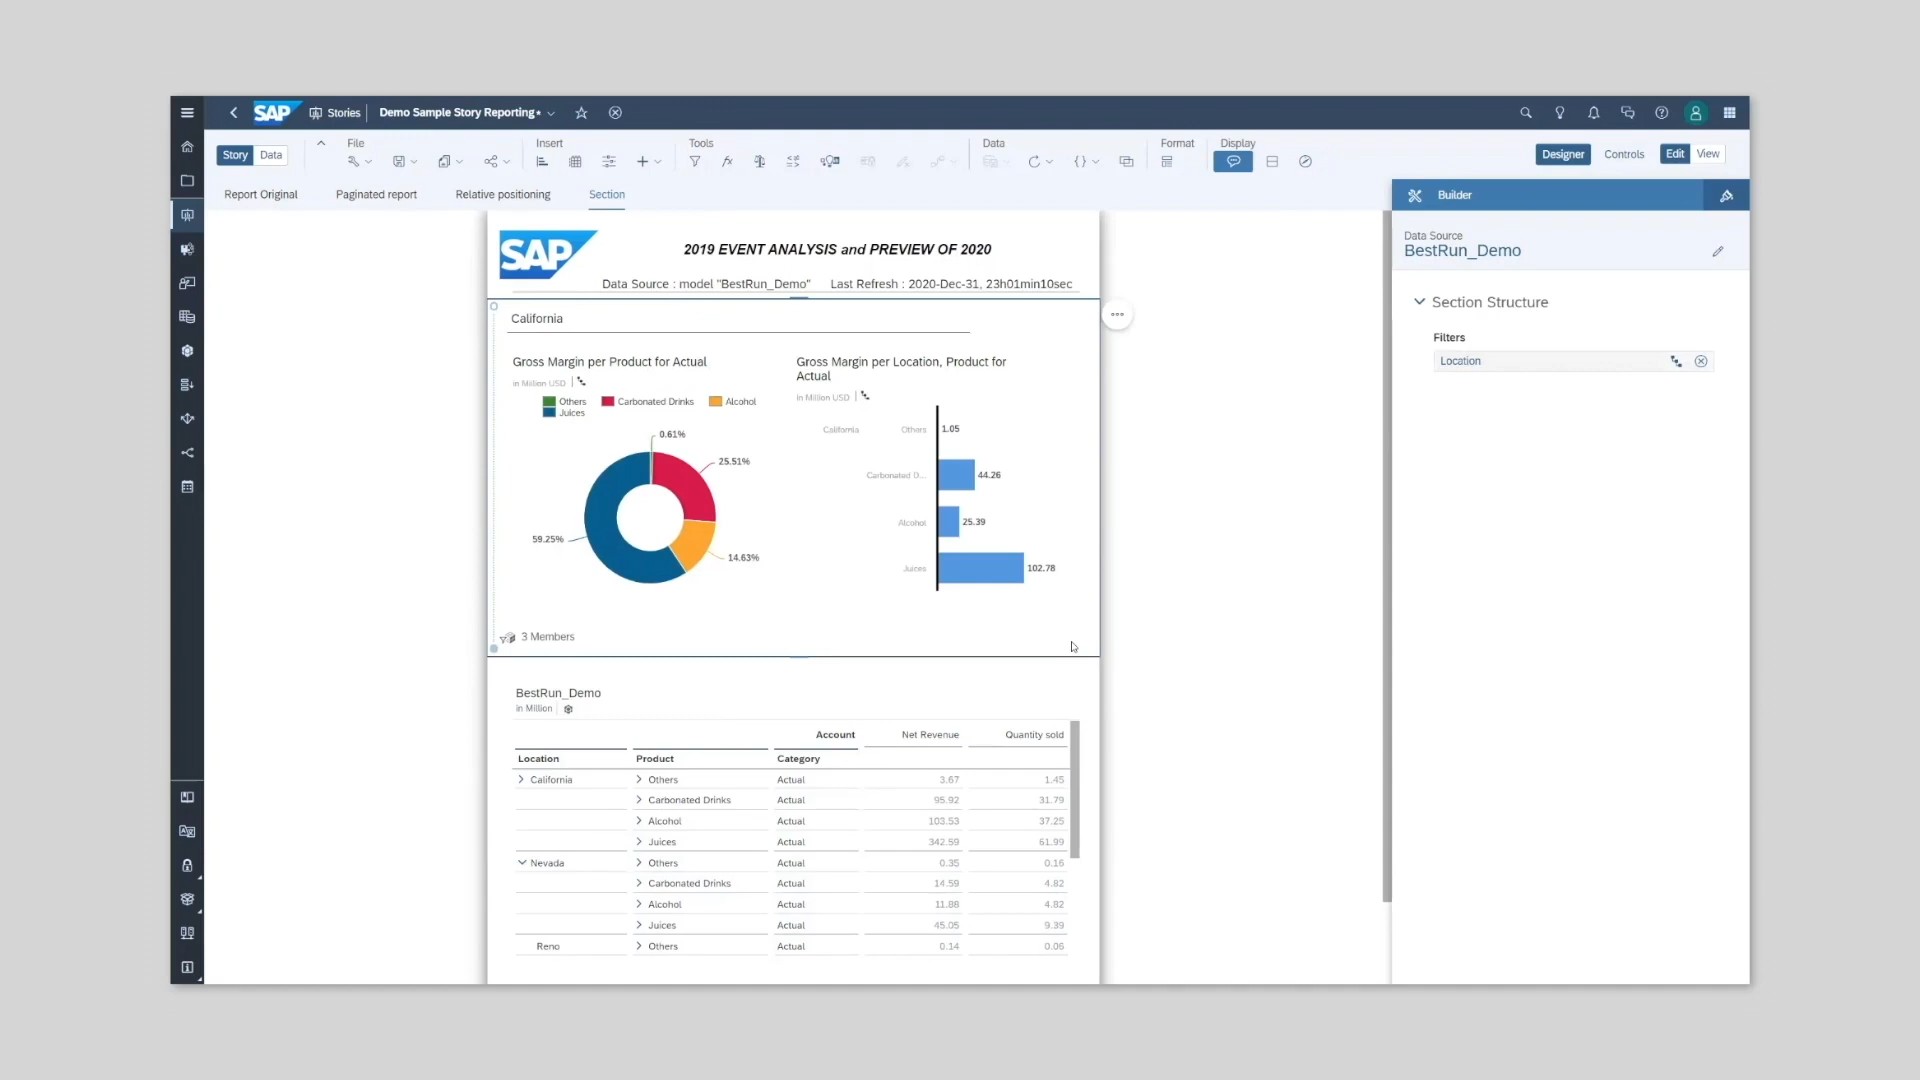 SAP Stories Demo Sample Story Reporting*
File Insert Tools Data Format Display
Story Data
Designer Controls Edit View
Report Original Paginated report Relative positioning Section
Builder
Data Source
BestRun_Demo
Section Structure
Filters
Location
SAP
2019 EVENT ANALYSIS and PREVIEW OF 2020
Data Source : model "BestRun_Demo" Last Refresh : 2020-Dec-31, 23h01min10sec
California
Gross Margin per Product for Actual
in Million USD
Others Carbonated Drinks Alcohol
Juices
0.61%
25.51%
59.25%
14.63%
Gross Margin per Location, Product for
Actual
in Million USD
California Others 1.05
Carbonated D... 44.26
Alcohol 25.39
Juices 102.78
3 Members
BestRun_Demo
in Million
Account Net Revenue Quantity sold
Location Product Category
California Others Actual 3.67 1.45
Carbonated Drinks Actual 95.92 31.79
Alcohol Actual 103.53 37.25
Juices Actual 342.59 61.99
Nevada Others Actual 0.35 0.16
Carbonated Drinks Actual 14.59 4.82
Alcohol Actual 11.88 4.82
Juices Actual 45.05 9.39
Reno Others Actual 0.14 0.06